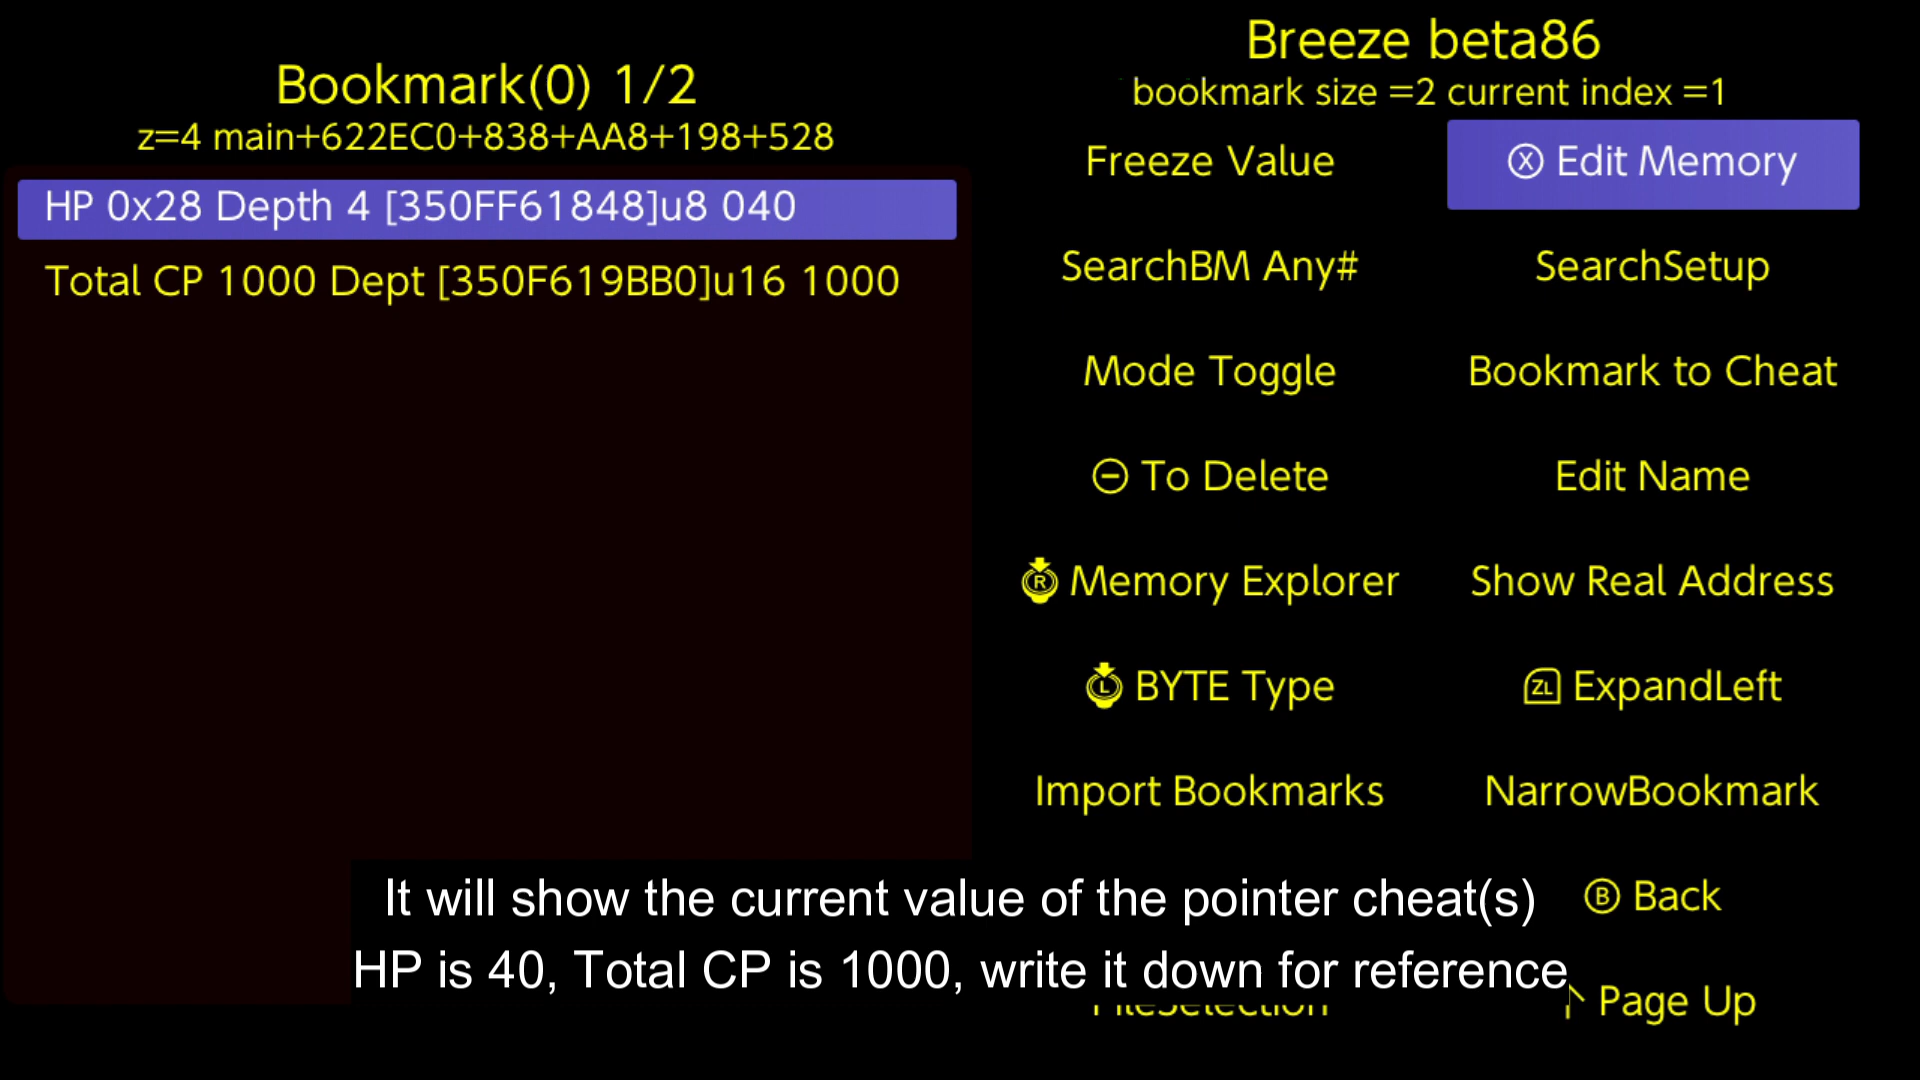 Bookmark(0) 1/2
z=4 main+622EC0+838+AA8+198+528
HP 0x28 Depth 4 [350FF61848]u8 040
Total CP 1000 Dept [350F619BB0]u16 1000
Breeze beta86
bookmark size =2 current index =1
Freeze Value
Ⓧ Edit Memory
SearchBM Any#
SearchSetup
Mode Toggle
Bookmark to Cheat
⊖ To Delete
Edit Name
R Memory Explorer
Show Real Address
L BYTE Type
ZL ExpandLeft
Import Bookmarks
NarrowBookmark
Ⓑ Back
Page Up
It will show the current value of the pointer cheat(s)
HP is 40, Total CP is 1000, write it down for reference